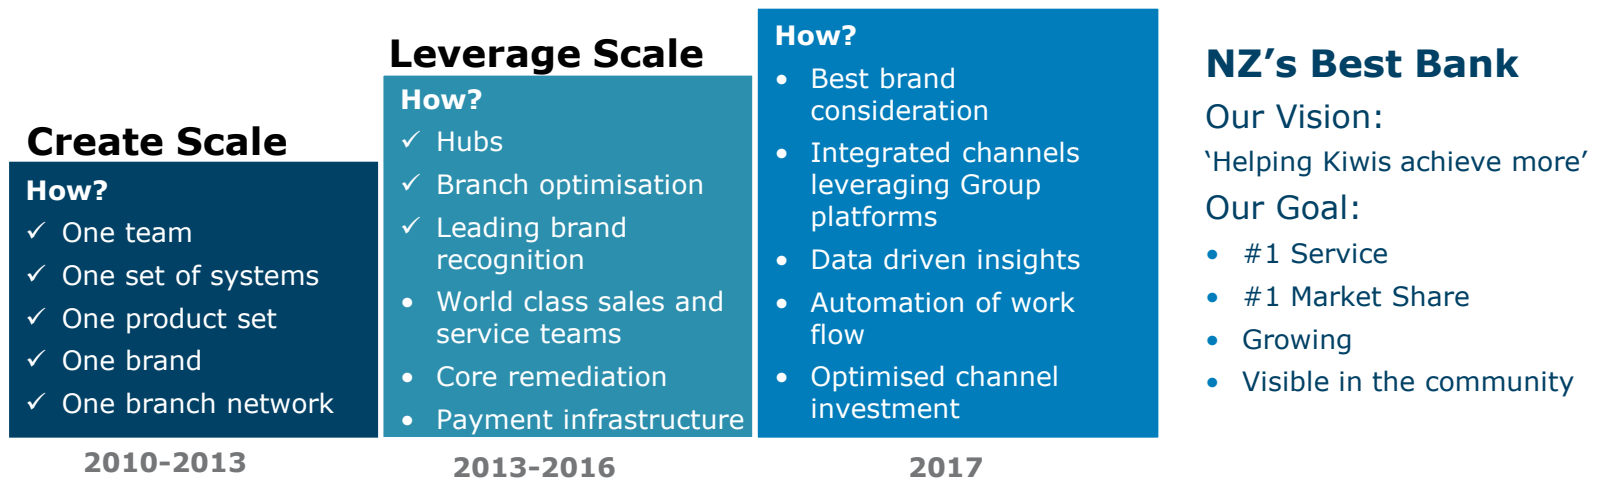 Create Scale
How?
✓ One team
✓ One set of systems
✓ One product set
✓ One brand
✓ One branch network
2010-2013
Leverage Scale
How?
✓ Hubs
✓ Branch optimisation
✓ Leading brand
recognition
• World class sales and
service teams
• Core remediation
• Payment infrastructure
2013-2016
How?
• Best brand
consideration
• Integrated channels
leveraging Group
platforms
• Data driven insights
• Automation of work
flow
• Optimised channel
investment
2017
NZ’s Best Bank
Our Vision:
‘Helping Kiwis achieve more’
Our Goal:
• #1 Service
• #1 Market Share
• Growing
• Visible in the community